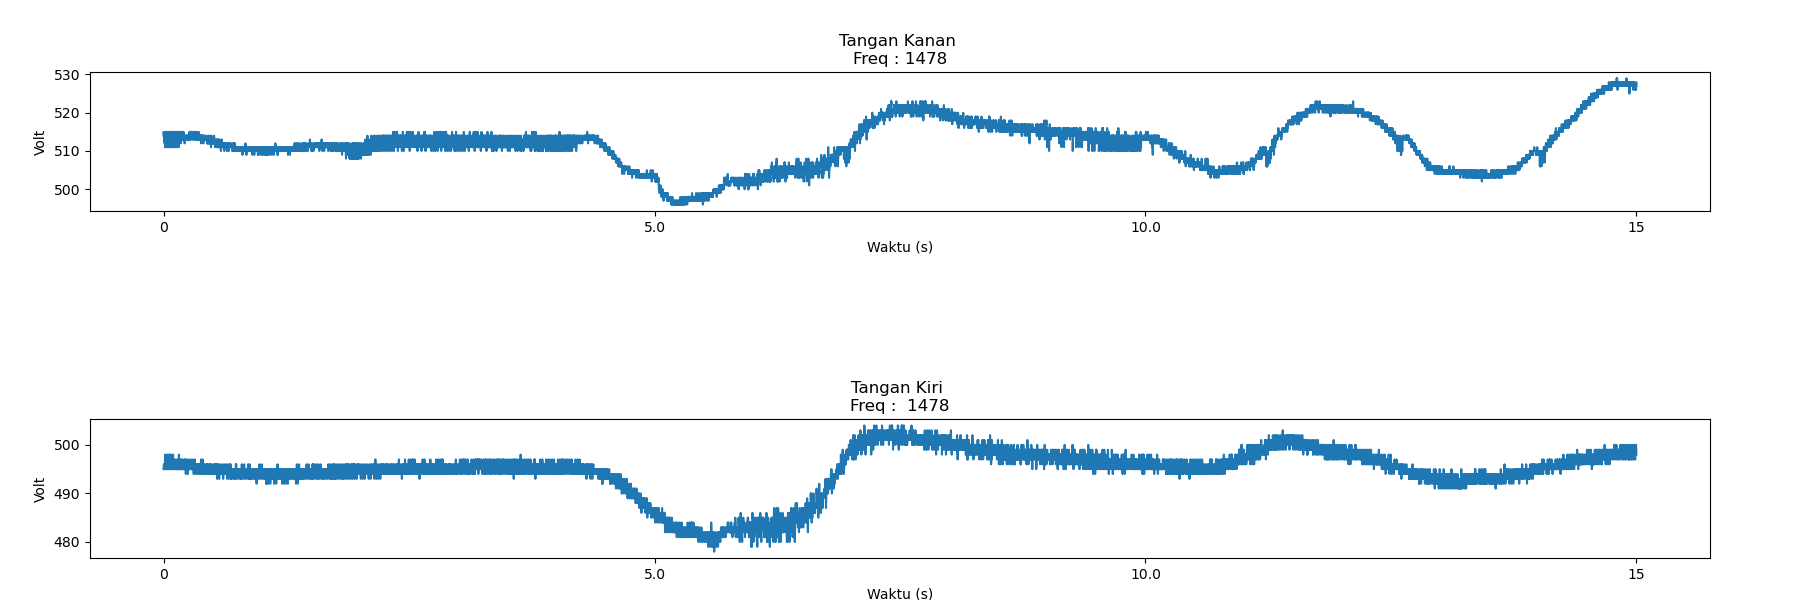 Tangan Kanan
Freq : 1478
530
520
510
500
Volt
0 5.0 10.0 15
Waktu (s)
Tangan Kiri
Freq :  1478
500
490
480
Volt
0 5.0 10.0 15
Waktu (s)